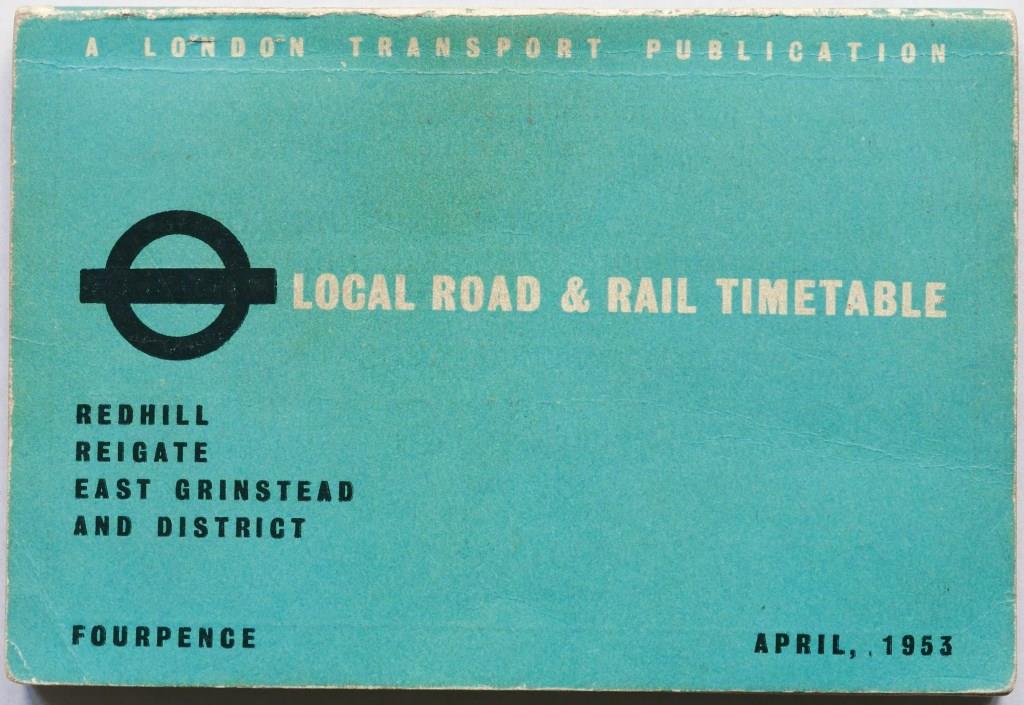 A LONDON TRANSPORT PUBLICATION
LOCAL ROAD & RAIL TIMETABLE
REDHILL
REIGATE
EAST GRINSTEAD
AND DISTRICT
FOURPENCE
APRIL, 1953